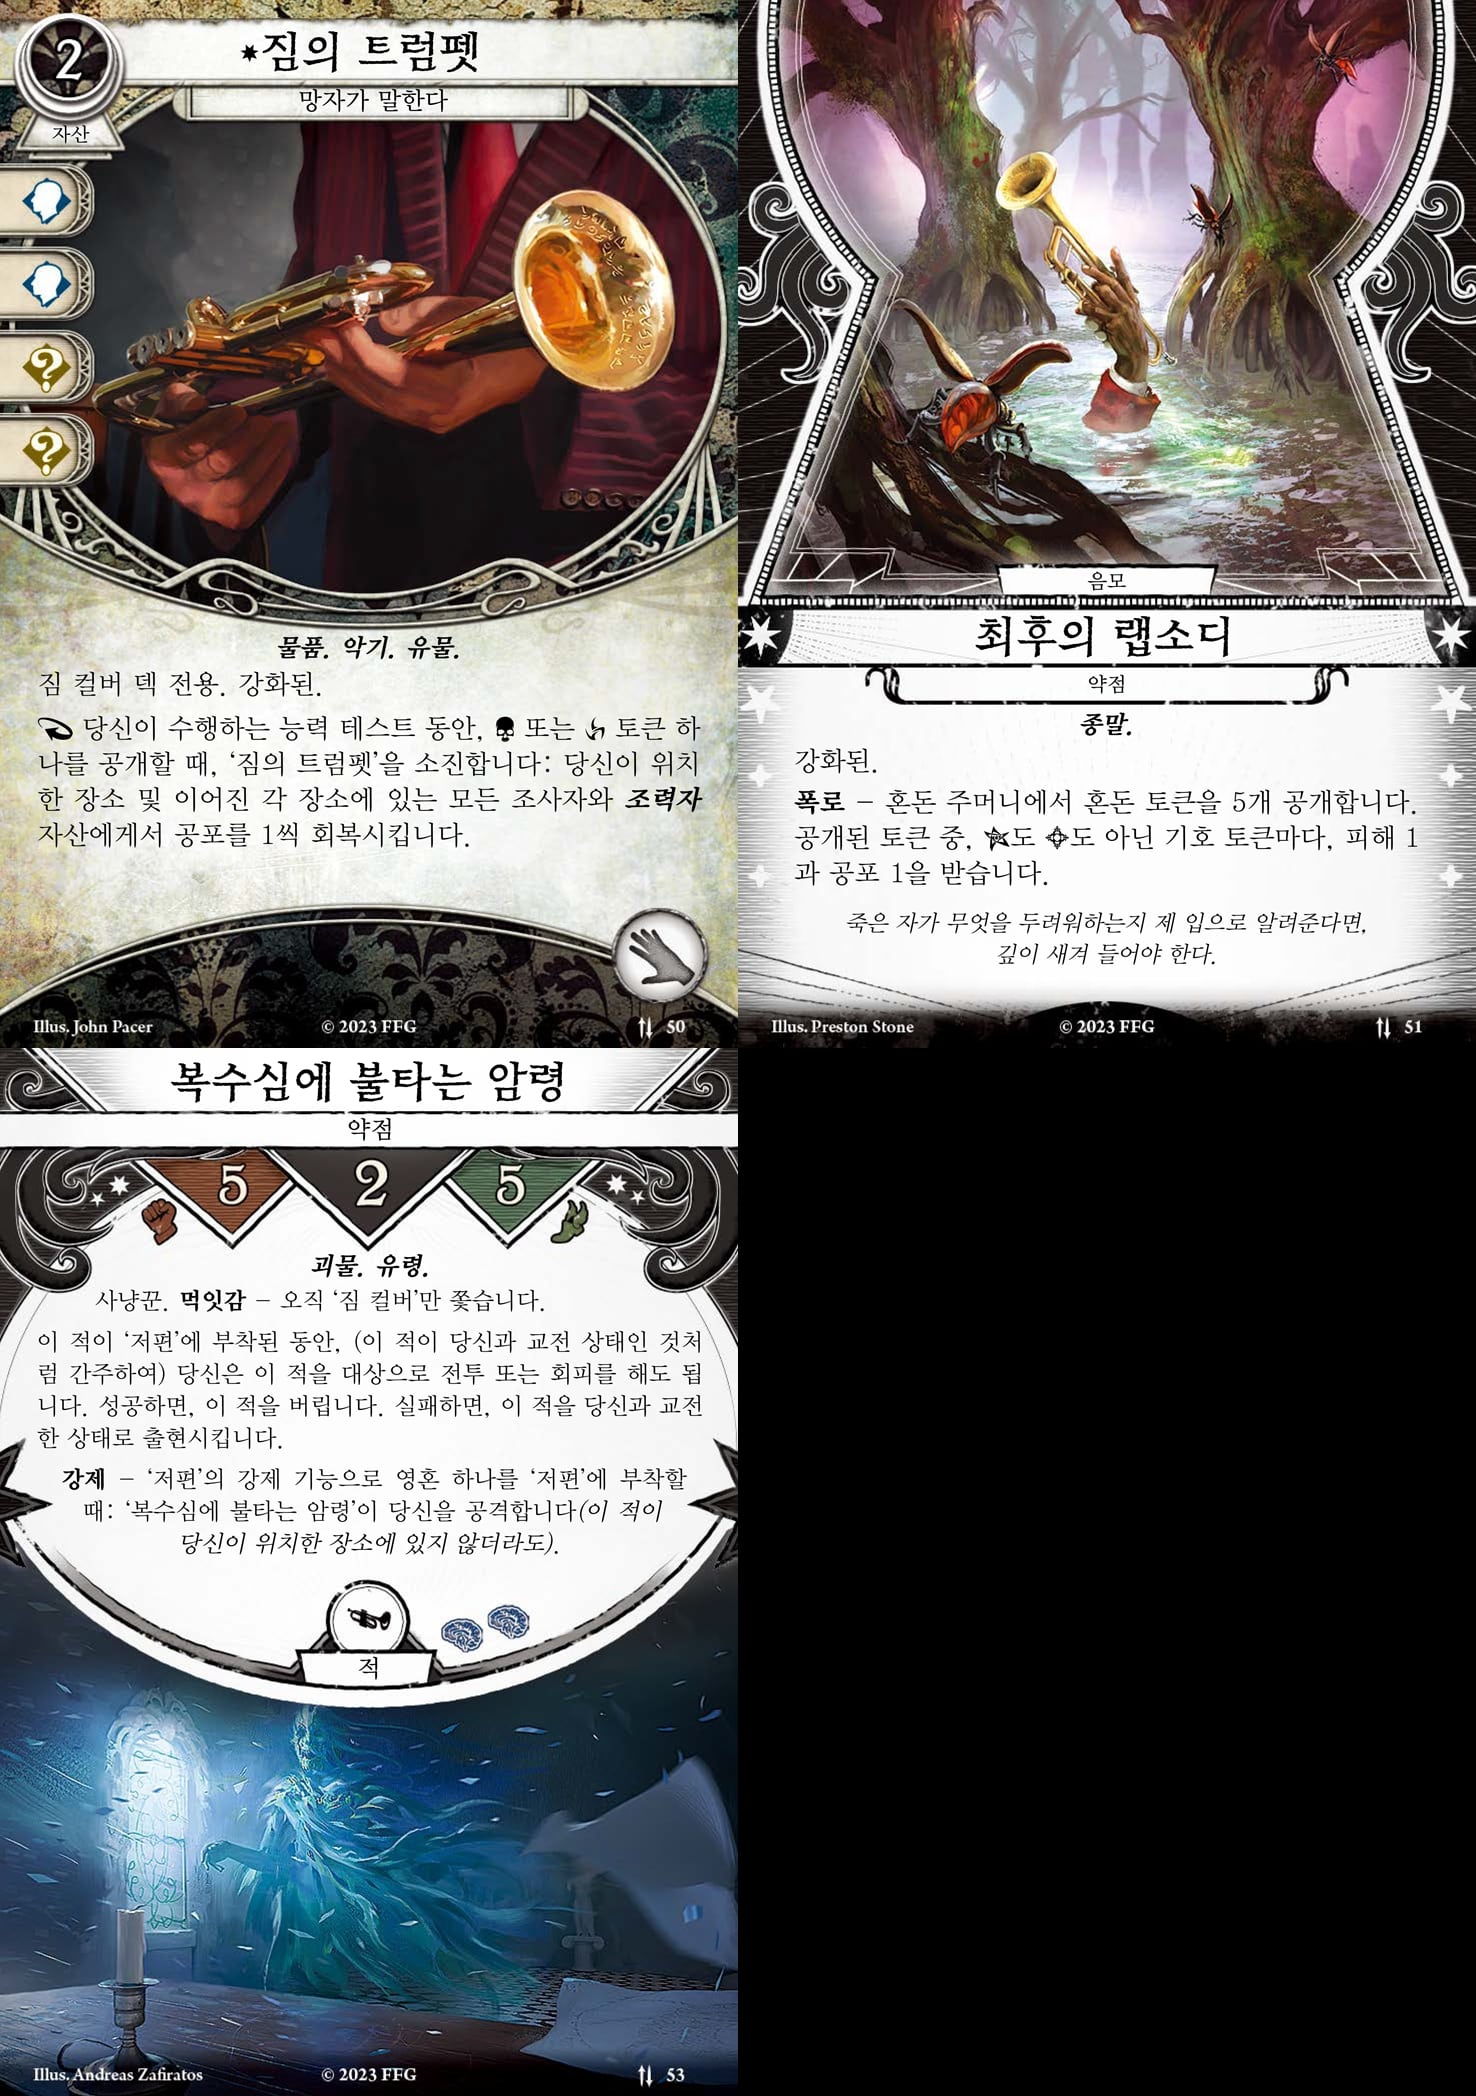 2
짐의 트럼펫
망자가 말한다
자산
물품. 악기. 유물.
짐 컬버 덱 전용. 강화된.
당신이 수행하는 능력 테스트 동안, 또는 토큰 하
나를 공개할 때, ‘짐의 트럼펫’을 소진합니다: 당신이 위치
한 장소 및 이어진 각 장소에 있는 모든 조사자와 조력자
자산에게서 공포를 1씩 회복시킵니다.
Illus. John Pacer
© 2023 FFG
50
음모
최후의 랩소디
약점
종말.
강화된.
폭로 – 혼돈 주머니에서 혼돈 토큰을 5개 공개합니다.
공개된 토큰 중, 도 도 아닌 기호 토큰마다, 피해 1
과 공포 1을 받습니다.
죽은 자가 무엇을 두려워하는지 제 입으로 알려준다면,
깊이 새겨 들어야 한다.
Illus. Preston Stone
© 2023 FFG
51
복수심에 불타는 암령
약점
5 2 5
괴물. 유령.
사냥꾼. 먹잇감 – 오직 ‘짐 컬버’만 쫓습니다.
이 적이 ‘저편’에 부착된 동안, (이 적이 당신과 교전 상태인 것처
럼 간주하여) 당신은 이 적을 대상으로 전투 또는 회피를 해도 됩
니다. 성공하면, 이 적을 버립니다. 실패하면, 이 적을 당신과 교전
한 상태로 출현시킵니다.
강제 – ‘저편’의 강제 기능으로 영혼 하나를 ‘저편’에 부착할
때: ‘복수심에 불타는 암령’이 당신을 공격합니다(이 적이
당신이 위치한 장소에 있지 않더라도).
적
Illus. Andreas Zafiratos
© 2023 FFG
53